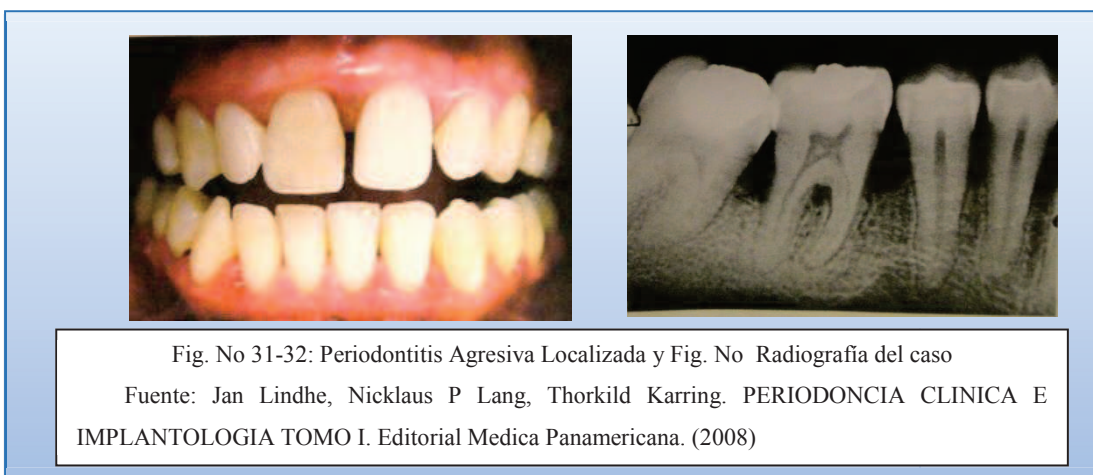 Fig. No 31-32: Periodontitis Agresiva Localizada y Fig. No Radiografía del caso
Fuente: Jan Lindhe, Nicklaus P Lang, Thorkild Karring. PERIODONCIA CLINICA E
IMPLANTOLOGIA TOMO I. Editorial Medica Panamericana. (2008)